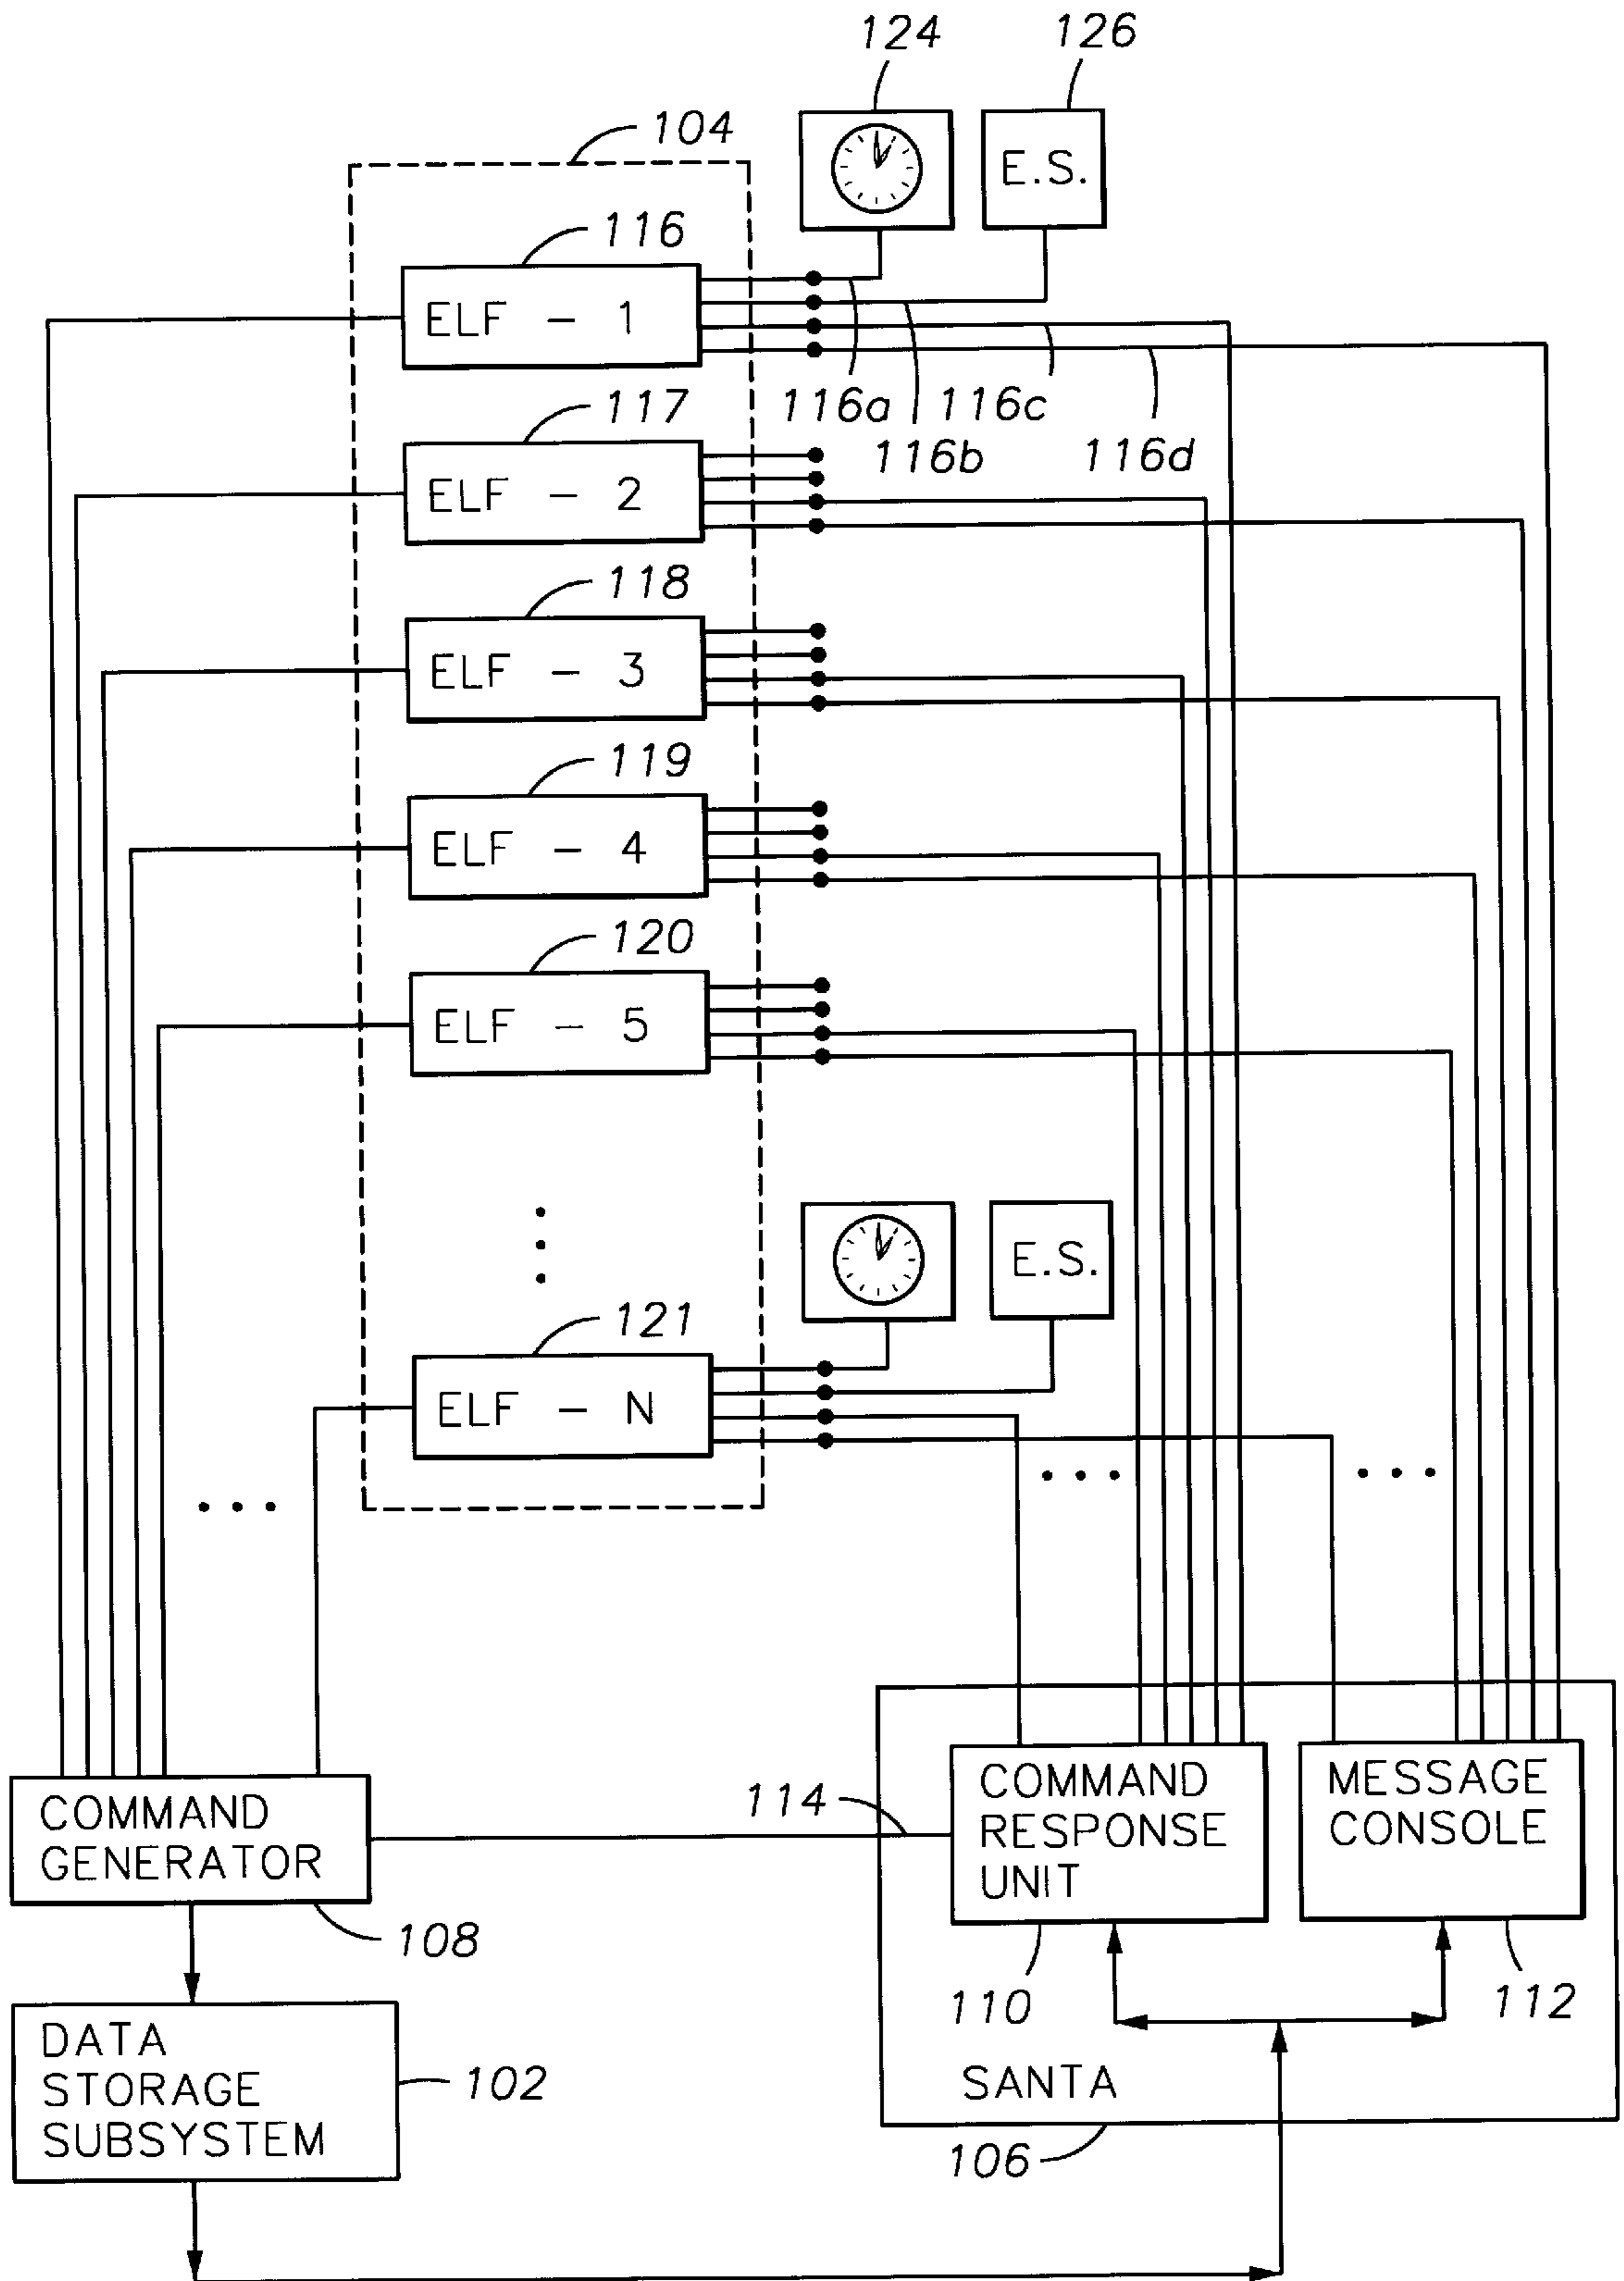 124
126
104
E.S.
116
ELF - 1
116a
116c
116b
116d
117
ELF - 2
118
ELF - 3
119
ELF - 4
120
ELF - 5
121
E.S.
ELF - N
COMMAND
GENERATOR
108
114
COMMAND
RESPONSE
UNIT
110
MESSAGE
CONSOLE
112
DATA
STORAGE
SUBSYSTEM
102
SANTA
106